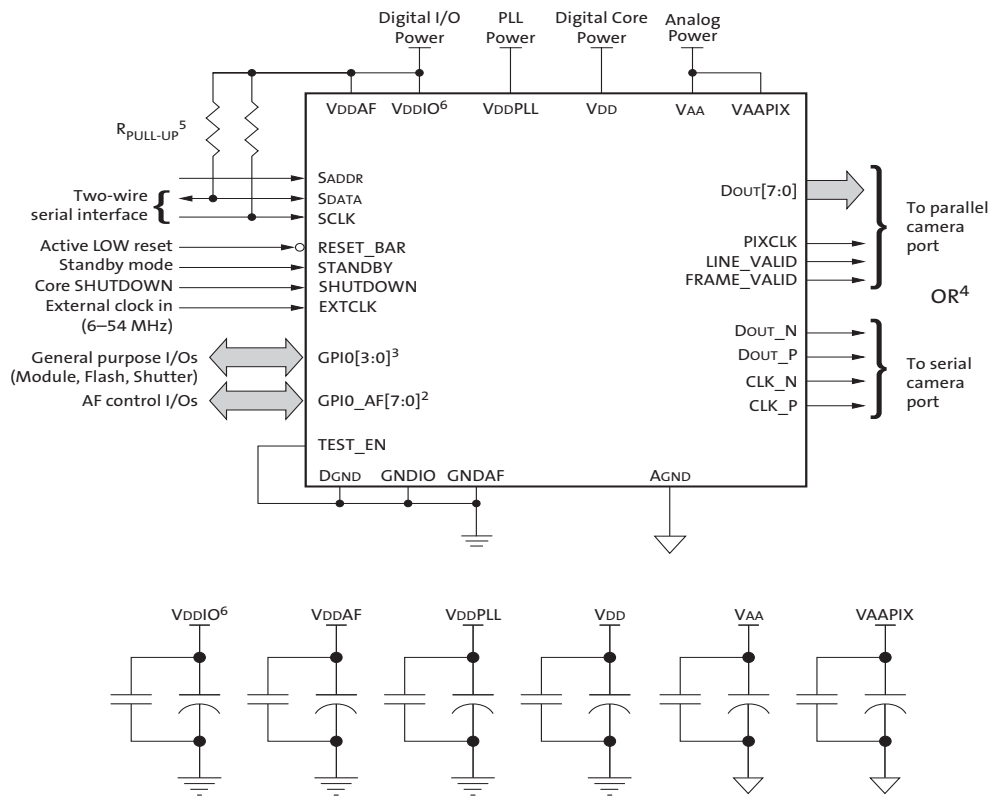 Digital I/O Power
PLL Power
Digital Core Power
Analog Power
VDDAF
VDDIO⁶
VDDPLL
VDD
VAA
VAAPIX
RPULL-UP⁵
SADDR
SDATA
SCLK
Two-wire
serial interface
Active LOW reset
RESET_BAR
Standby mode
STANDBY
Core SHUTDOWN
SHUTDOWN
External clock in
(6–54 MHz)
EXTCLK
General purpose I/Os
(Module, Flash, Shutter)
GPI0[3:0]³
AF control I/Os
GPI0_AF[7:0]²
TEST_EN
DGND
GNDIO
GNDAF
AGND
DOUT[7:0]
PIXCLK
LINE_VALID
FRAME_VALID
To parallel
camera
port
OR⁴
DOUT_N
DOUT_P
CLK_N
CLK_P
To serial
camera
port
VDDIO⁶
VDDAF
VDDPLL
VDD
VAA
VAAPIX